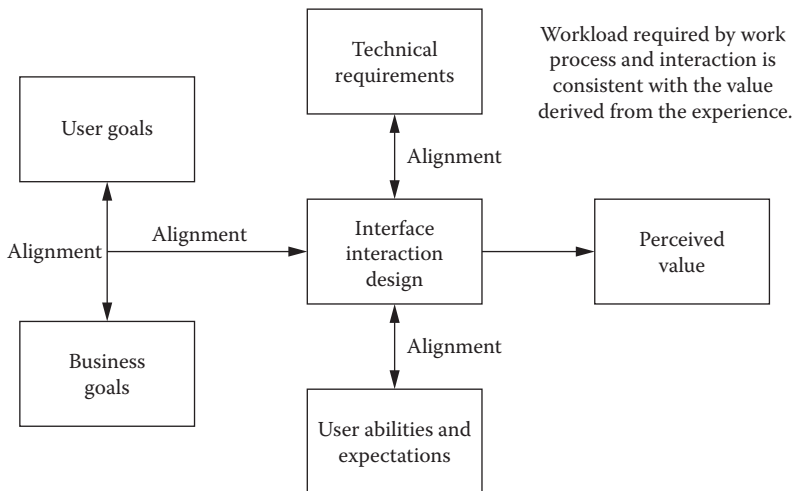 Technical
requirements
Workload required by work
process and interaction is
consistent with the value
derived from the experience.
User goals
Alignment
Alignment
Alignment
Interface
interaction
design
Perceived
value
Business
goals
Alignment
User abilities and
expectations